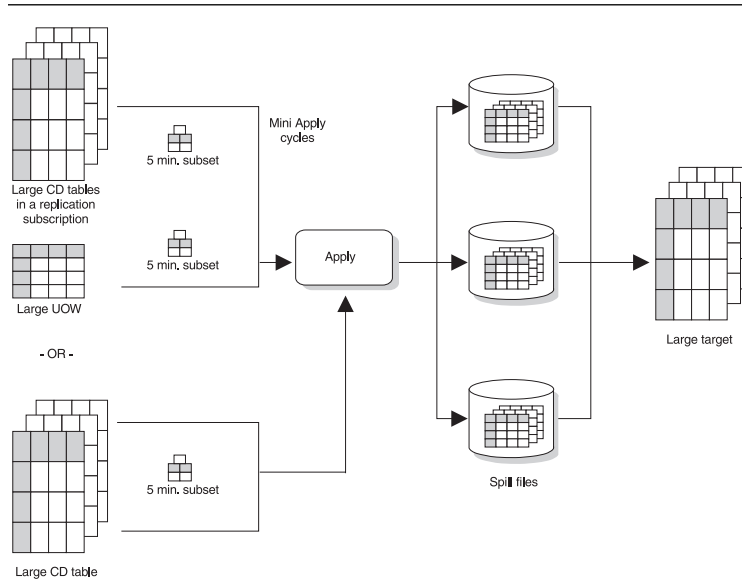 Mini Apply
cycles
5 min. subset
Large CD tables
in a replication
subscription
5 min. subset
Apply
Large UOW
Large target
- OR -
5 min. subset
Spill files
Large CD table